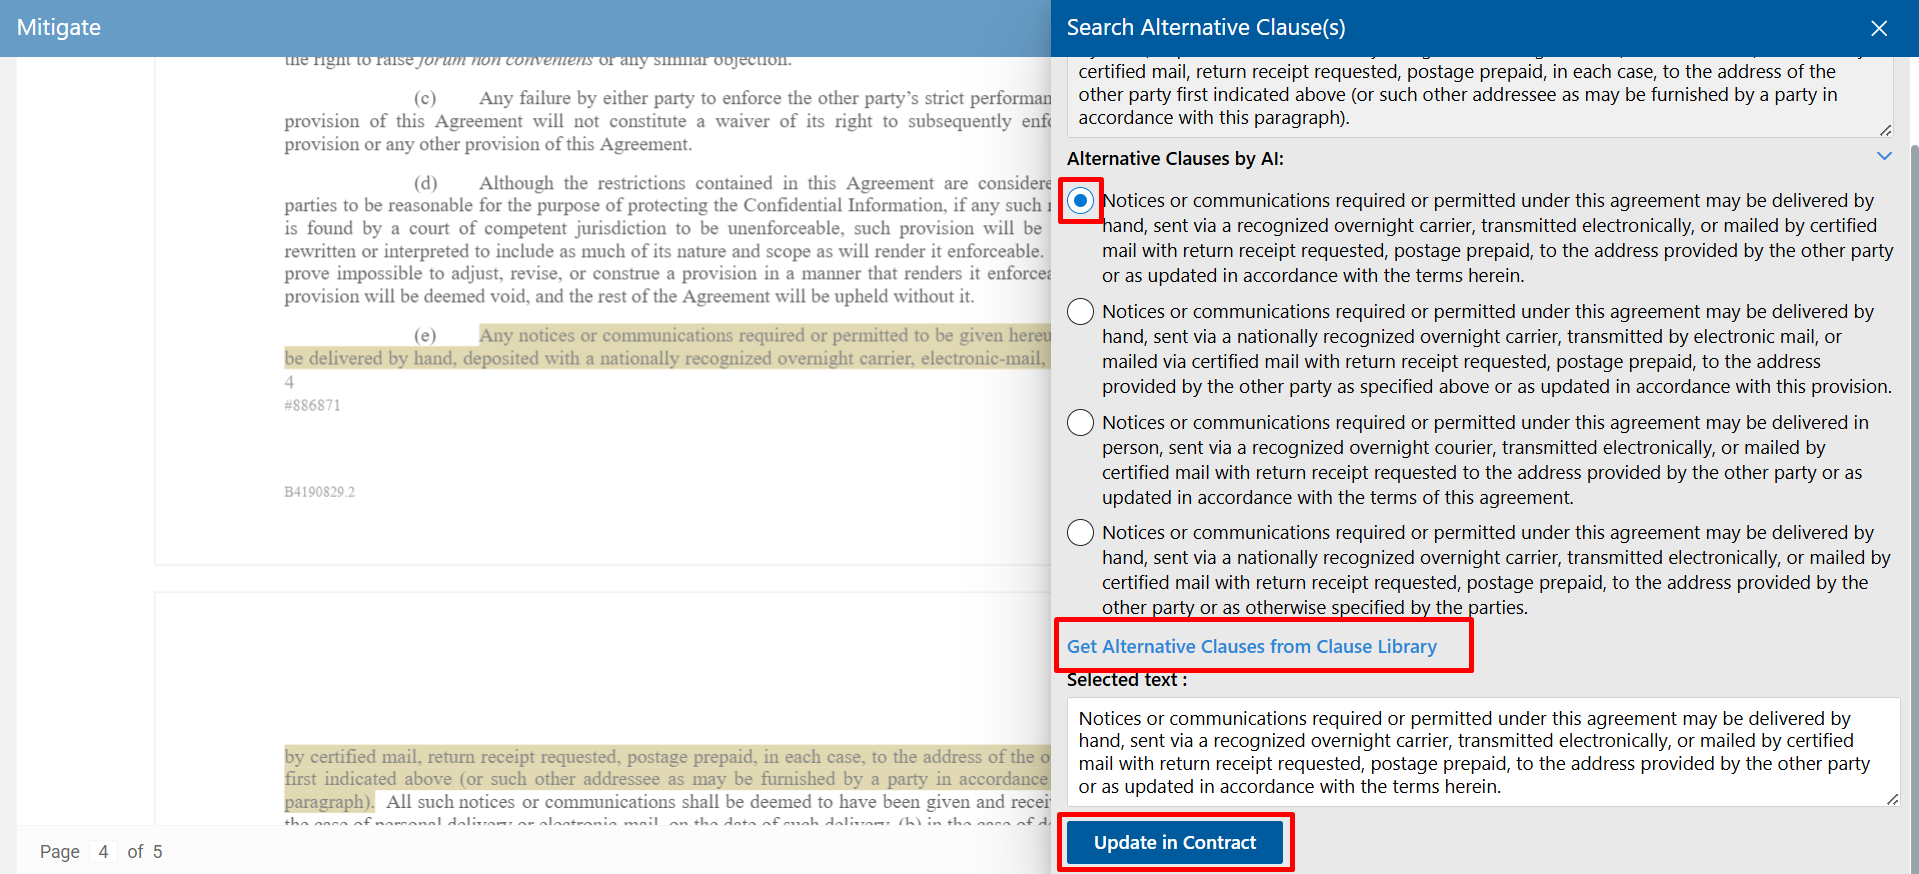 Mitigate
the right to raise forum non conveniens or any similar objection.
(c) Any failure by either party to enforce the other party's strict performan
provision of this Agreement will not constitute a waiver of its right to subsequently enfo
provision or any other provision of this Agreement.
(d) Although the restrictions contained in this Agreement are considere
parties to be reasonable for the purpose of protecting the Confidential Information, if any such
is found by a court of competent jurisdiction to be unenforceable, such provision will be
rewritten or interpreted to include as much of its nature and scope as will render it enforceable.
prove impossible to adjust, revise, or construe a provision in a manner that renders it enforcea
provision will be deemed void, and the rest of the Agreement will be upheld without it.
(e) Any notices or communications required or permitted to be given hereu
be delivered by hand, deposited with a nationally recognized overnight carrier, electronic-mail,
4
#886871
B4190829.2
by certified mail, return receipt requested, postage prepaid, in each case, to the address of the o
first indicated above (or such other addressee as may be furnished by a party in accordance
paragraph). All such notices or communications shall be deemed to have been given and recei
the case of personal delivery or electronic-mail, on the date of such delivery, (b) in the case of d
Page 4 of 5
Search Alternative Clause(s)
certified mail, return receipt requested, postage prepaid, in each case, to the address of the
other party first indicated above (or such other addressee as may be furnished by a party in
accordance with this paragraph).
Alternative Clauses by AI:
Notices or communications required or permitted under this agreement may be delivered by
hand, sent via a recognized overnight carrier, transmitted electronically, or mailed by certified
mail with return receipt requested, postage prepaid, to the address provided by the other party
or as updated in accordance with the terms herein.
Notices or communications required or permitted under this agreement may be delivered by
hand, sent via a nationally recognized overnight carrier, transmitted by electronic mail, or
mailed via certified mail with return receipt requested, postage prepaid, to the address
provided by the other party as specified above or as updated in accordance with this provision.
Notices or communications required or permitted under this agreement may be delivered in
person, sent via a recognized overnight courier, transmitted electronically, or mailed by
certified mail with return receipt requested to the address provided by the other party or as
updated in accordance with the terms of this agreement.
Notices or communications required or permitted under this agreement may be delivered by
hand, sent via a nationally recognized overnight carrier, transmitted electronically, or mailed by
certified mail with return receipt requested, postage prepaid, to the address provided by the
other party or as otherwise specified by the parties.
Get Alternative Clauses from Clause Library
Selected text :
Notices or communications required or permitted under this agreement may be delivered by
hand, sent via a recognized overnight carrier, transmitted electronically, or mailed by certified
mail with return receipt requested, postage prepaid, to the address provided by the other party
or as updated in accordance with the terms herein.
Update in Contract